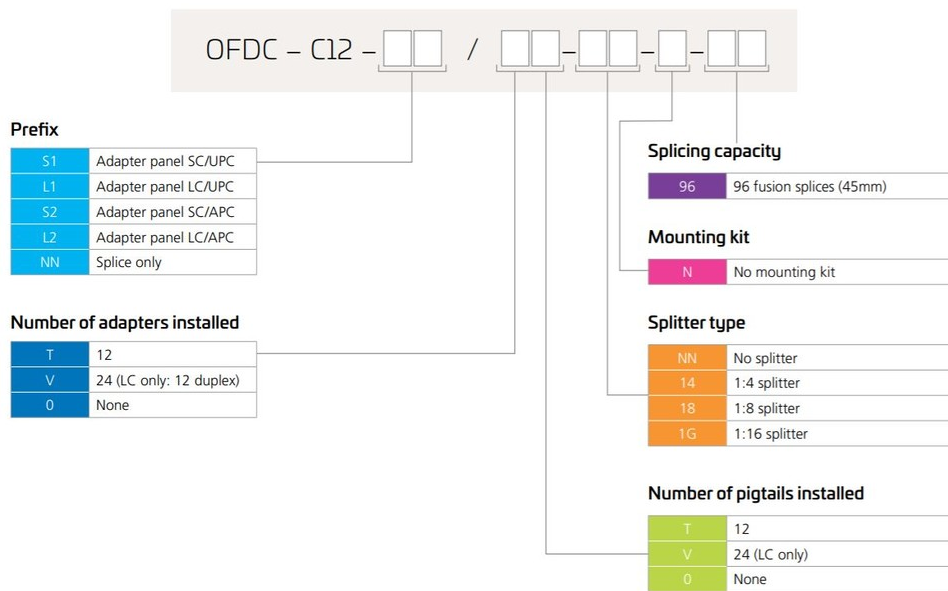 OFDC – C12 – / – – –
Prefix
S1 Adapter panel SC/UPC
L1 Adapter panel LC/UPC
S2 Adapter panel SC/APC
L2 Adapter panel LC/APC
NN Splice only
Number of adapters installed
T 12
V 24 (LC only: 12 duplex)
0 None
Splicing capacity
96 96 fusion splices (45mm)
Mounting kit
N No mounting kit
Splitter type
NN No splitter
14 1:4 splitter
18 1:8 splitter
1G 1:16 splitter
Number of pigtails installed
T 12
V 24 (LC only)
0 None